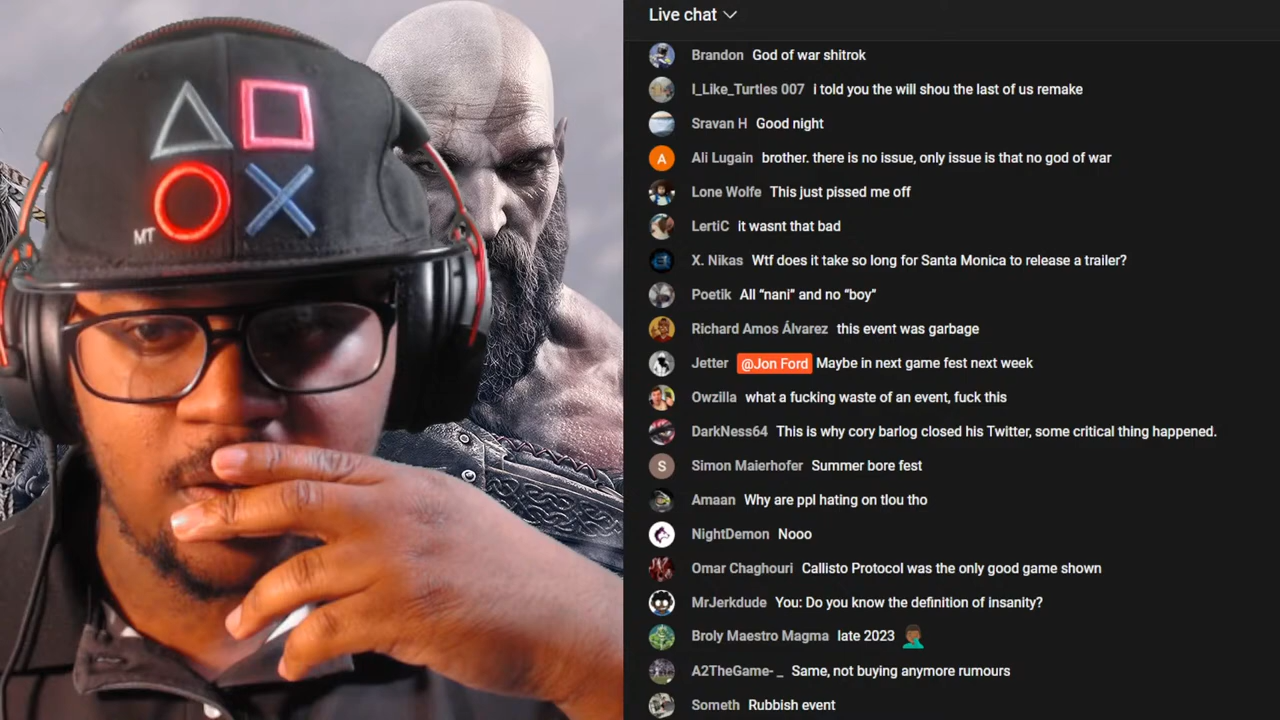 Live chat
Brandon God of war shitrok
I_Like_Turtles 007 i told you the will shou the last of us remake
Sravan H Good night
A Ali Lugain brother. there is no issue, only issue is that no god of war
Lone Wolfe This just pissed me off
LertiC it wasnt that bad
X. Nikas Wtf does it take so long for Santa Monica to release a trailer?
Poetik All “nani” and no “boy”
Richard Amos Álvarez this event was garbage
Jetter @Jon Ford Maybe in next game fest next week
Owzilla what a fucking waste of an event, fuck this
DarkNess64 This is why cory barlog closed his Twitter, some critical thing happened.
S Simon Maierhofer Summer bore fest
Amaan Why are ppl hating on tlou tho
NightDemon Nooo
Omar Chaghouri Callisto Protocol was the only good game shown
MrJerkdude You: Do you know the definition of insanity?
Broly Maestro Magma late 2023 🤦🏾‍♂️
A2TheGame- _ Same, not buying anymore rumours
Someth Rubbish event
MT